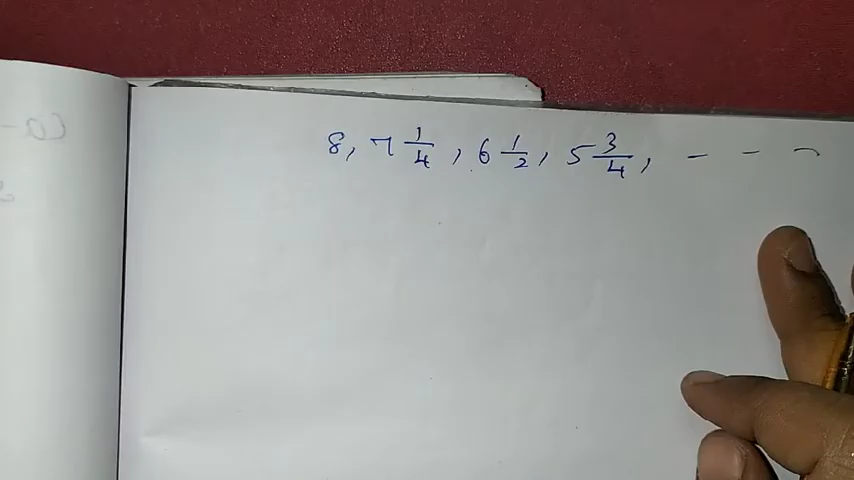 8, 7 1/4, 6 1/2, 5 3/4, - - -